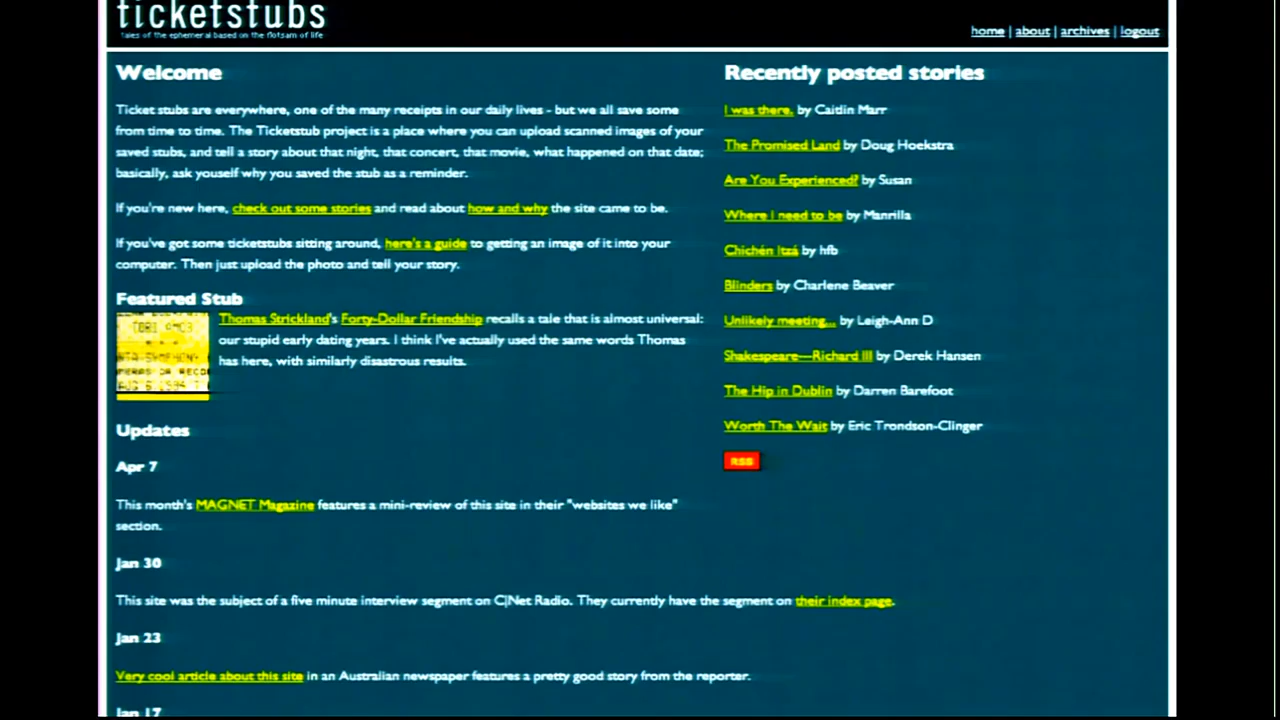 ticketstubs
Tales of the ephemeral based on the flotsam of life
home | about | archives | logout
Welcome
Ticket stubs are everywhere, one of the many receipts in our daily lives - but we all save some
from time to time. The Ticketstub project is a place where you can upload scanned images of your
saved stubs, and tell a story about that night, that concert, that movie, what happened on that date;
basically, ask youself why you saved the stub as a reminder.
If you're new here, check out some stories and read about how and why the site came to be.
If you've got some ticketstubs sitting around, here's a guide to getting an image of it into your
computer. Then just upload the photo and tell your story.
Featured Stub
TORI AMOS
AUG 6 1994
Thomas Strickland's Forty-Dollar Friendship recalls a tale that is almost universal:
our stupid early dating years. I think I've actually used the same words Thomas
has here, with similarly disastrous results.
Updates
Apr 7
This month's MAGNET Magazine features a mini-review of this site in their "websites we like"
section.
Jan 30
This site was the subject of a five minute interview segment on C|Net Radio. They currently have the segment on their index page.
Jan 23
Very cool article about this site in an Australian newspaper features a pretty good story from the reporter.
Jan 17
Recently posted stories
I was there. by Caitlin Marr
The Promised Land by Doug Hoekstra
Are You Experienced? by Susan
Where I need to be by Manrilla
Chichén Itzá by hfb
Blinders by Charlene Beaver
Unlikely meeting... by Leigh-Ann D
Shakespeare—Richard III by Derek Hansen
The Hip in Dublin by Darren Barefoot
Worth The Wait by Eric Trondson-Clinger
RSS